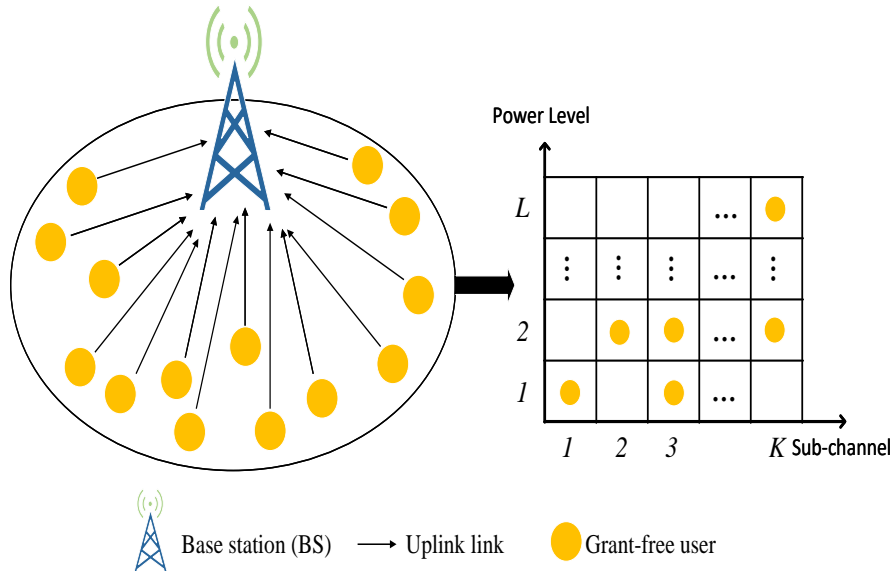 Power Level
L ... 
⋮ ⋮ ⋮ ... ⋮
2 ...
1 ...
1 2 3 K Sub-channel
Base station (BS) Uplink link Grant-free user